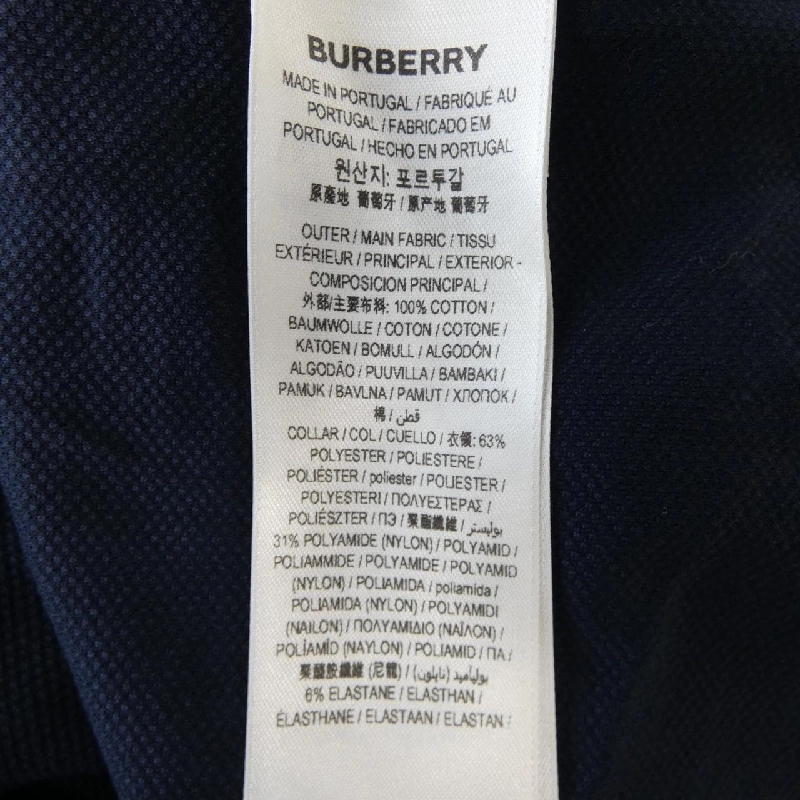 BURBERRY
MADE IN PORTUGAL / FABRIQUÉ AU
PORTUGAL / FABRICADO EM
PORTUGAL / HECHO EN PORTUGAL
원산지: 포르투갈
原產地 葡萄牙 / 原产地 葡萄牙
OUTER / MAIN FABRIC / TISSU
EXTÉRIEUR / PRINCIPAL / EXTERIOR -
COMPOSICION PRINCIPAL /
外部/主要布料: 100% COTTON /
BAUMWOLLE / COTON / COTONE /
KATOEN / BOMULL / ALGODÓN /
ALGODÃO / PUUVILLA / BAMBAKI /
PAMUK / BAVLNA / PAMUT / ХЛОПОК /
棉 / قطن
COLLAR / COL / CUELLO / 衣領: 63%
POLYESTER / POLIESTERE /
POLIÉSTER / poliester / POLIESTER /
POLYESTERI / ΠΟΛΥΕΣΤΕΡΑΣ /
POLIÉSZTER / ПЭ / 聚酯纖維 / بوليستر
31% POLYAMIDE (NYLON) / POLYAMID /
POLIAMMIDE / POLYAMIDE / POLYAMID
(NYLON) / POLIAMIDA / poliamida /
POLIAMIDA (NYLON) / POLYAMIDI
(NAILON) / ΠΟΛΥΑΜΙΔΙΟ (ΝΑΪΛΟΝ) /
POLÍAMÍD (NAYLON) / POLIAMID / ПА /
聚醯胺纖維 (尼龍) / بوليآميد (نايلون)
6% ELASTANE / ELASTHAN /
ÉLASTHANE / ELASTAAN / ELASTAN /